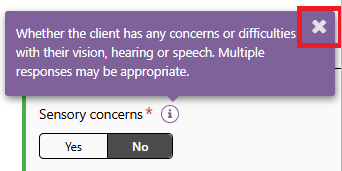 Whether the client has any concerns or difficulties
with their vision, hearing or speech. Multiple
responses may be appropriate.
Sensory concerns *
Yes No